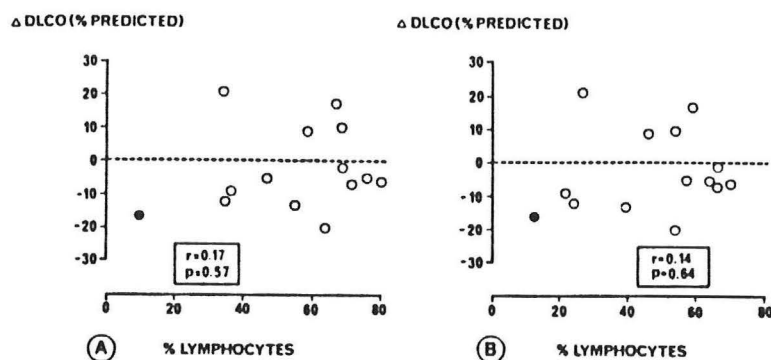 △ DLCO (% PREDICTED)
30
20
10
0
-10
-20
-30
r=0.17
p=0.57
0 20 40 60 80
A % LYMPHOCYTES
△ DLCO (% PREDICTED)
30
20
10
0
-10
-20
-30
r=0.14
p=0.64
0 20 40 60 80
B % LYMPHOCYTES